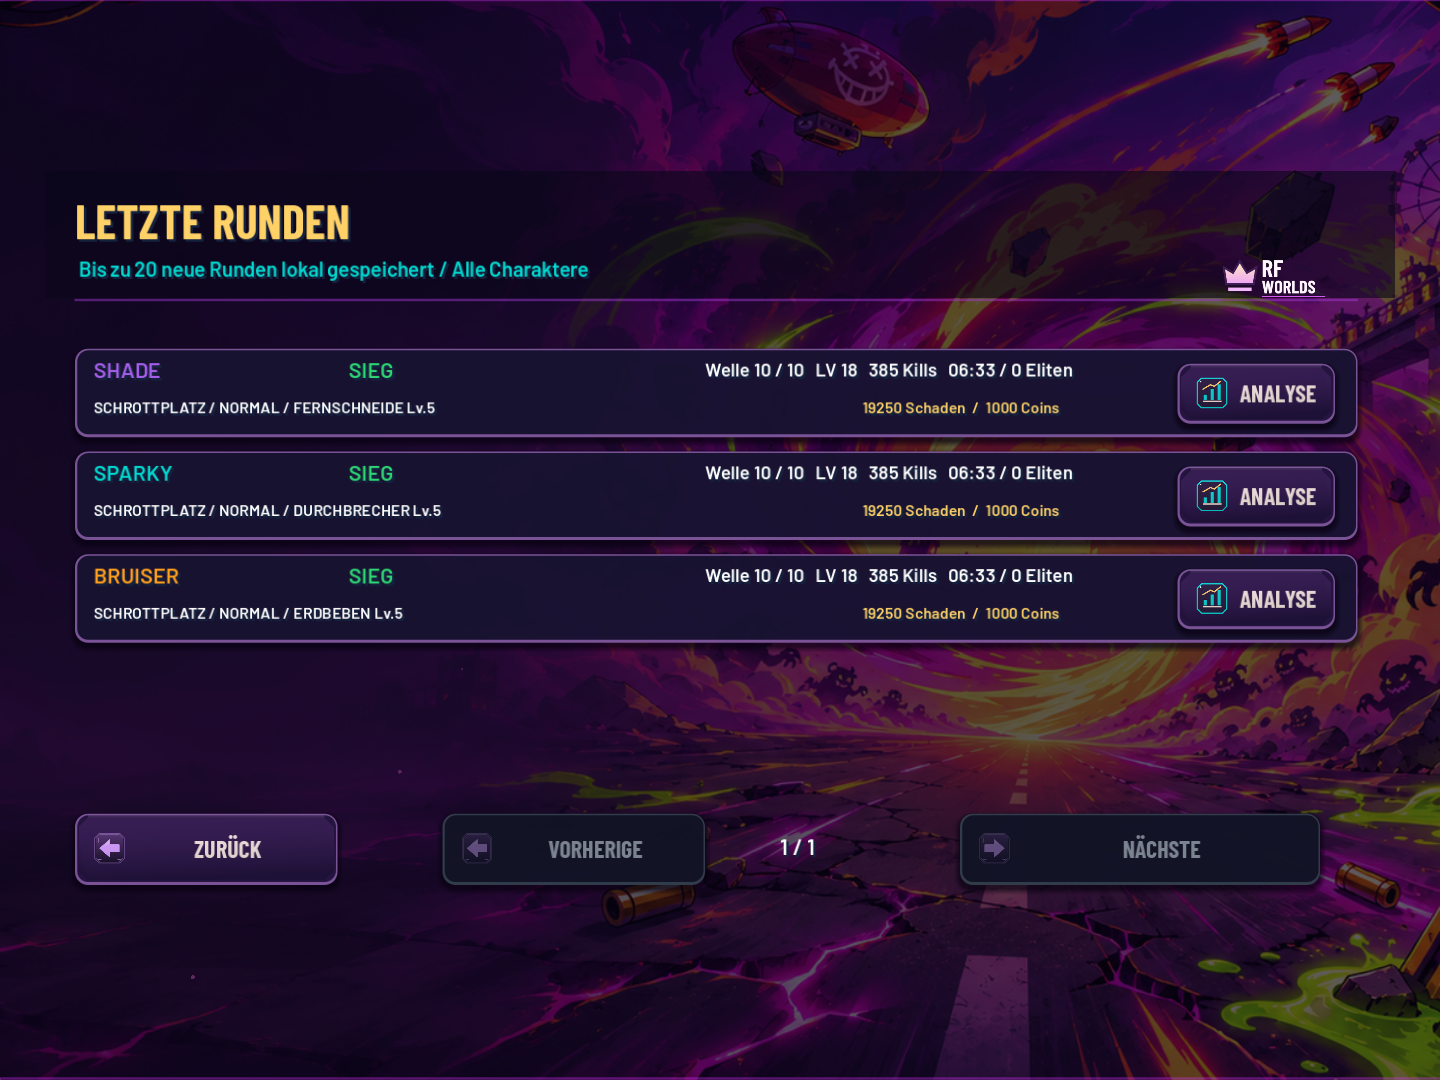 LETZTE RUNDEN
Bis zu 20 neue Runden lokal gespeichert / Alle Charaktere
RF
WORLDS
SHADE SIEG Welle 10 / 10 LV 18 385 Kills 06:33 / 0 Eliten
SCHROTTPLATZ / NORMAL / FERNSCHNEIDE Lv.5 19250 Schaden / 1000 Coins
ANALYSE
SPARKY SIEG Welle 10 / 10 LV 18 385 Kills 06:33 / 0 Eliten
SCHROTTPLATZ / NORMAL / DURCHBRECHER Lv.5 19250 Schaden / 1000 Coins
ANALYSE
BRUISER SIEG Welle 10 / 10 LV 18 385 Kills 06:33 / 0 Eliten
SCHROTTPLATZ / NORMAL / ERDBEBEN Lv.5 19250 Schaden / 1000 Coins
ANALYSE
ZURÜCK VORHERIGE 1 / 1 NÄCHSTE